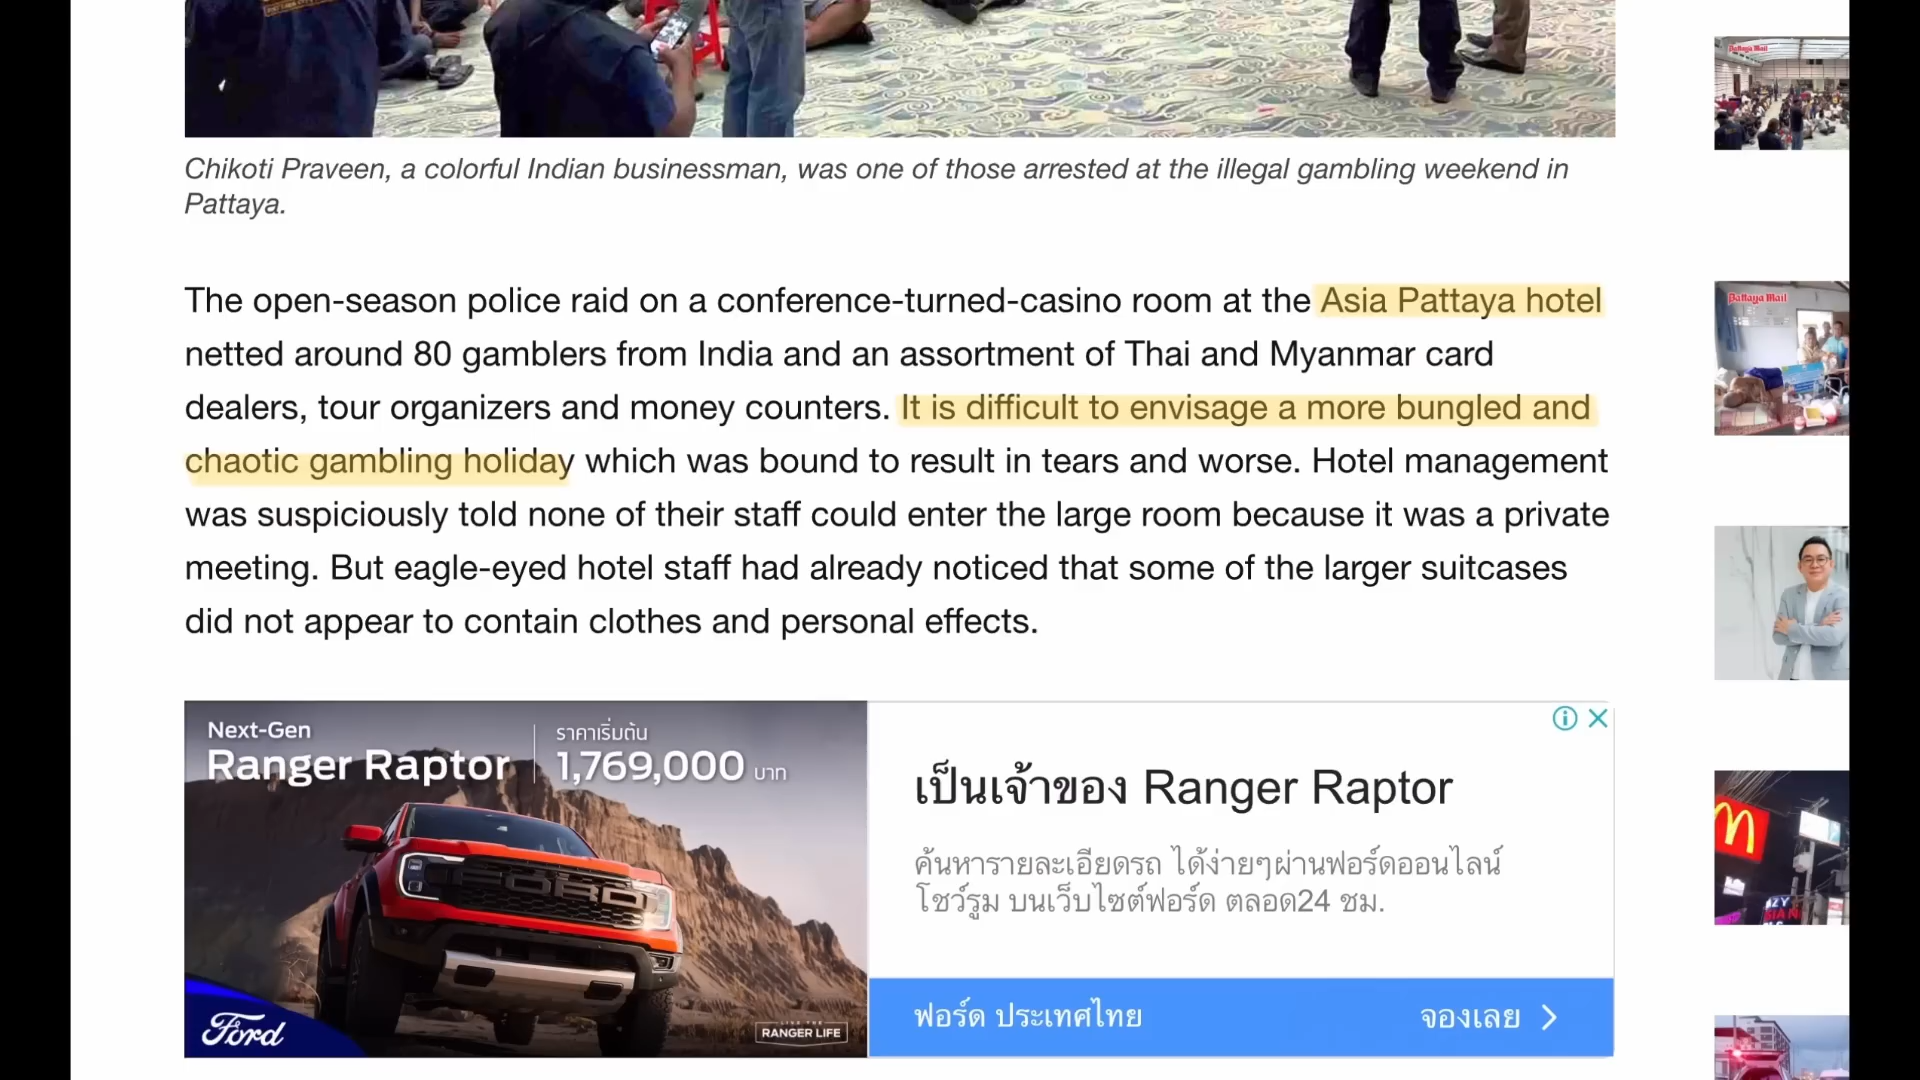 Pattaya Mail
Chikoti Praveen, a colorful Indian businessman, was one of those arrested at the illegal gambling weekend in
Pattaya.
The open-season police raid on a conference-turned-casino room at the Asia Pattaya hotel
netted around 80 gamblers from India and an assortment of Thai and Myanmar card
dealers, tour organizers and money counters. It is difficult to envisage a more bungled and
chaotic gambling holiday which was bound to result in tears and worse. Hotel management
was suspiciously told none of their staff could enter the large room because it was a private
meeting. But eagle-eyed hotel staff had already noticed that some of the larger suitcases
did not appear to contain clothes and personal effects.
Pattaya Mail
Next-Gen
Ranger Raptor
ราคาเริ่มต้น
1,769,000 บาท
FORD
Ford
RANGER LIFE
เป็นเจ้าของ Ranger Raptor
ค้นหารายละเอียดรถ ได้ง่ายๆผ่านฟอร์ดออนไลน์
โชว์รูม บนเว็บไซต์ฟอร์ด ตลอด24 ชม.
ฟอร์ด ประเทศไทย
จองเลย